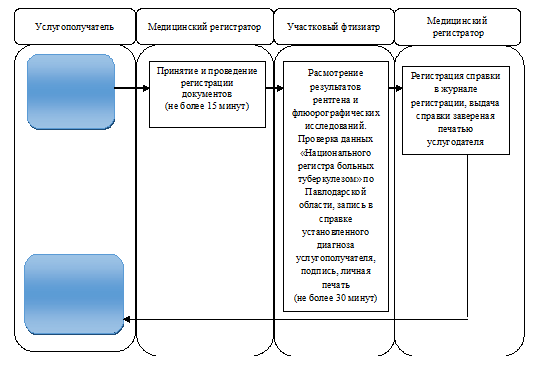 Услугополучатель
Медицинский регистратор
Участковый фтизиатр
Медицинский
регистратор
Принятие и проведение
регистрации
документов
(не более 15 минут)
Расмотрение
результатов
рентгена и
флюорографических
исследований.
Проверка данных
«Национального
регистра больных
туберкулезом» по
Павлодарской
области, запись в
справке
установленного
диагноза
услугополучателя,
подпись, личная
печать
(не более 30 минут)
Регистрация справки
в журнале
регистрации, выдача
справки завереная
печатью
услугодателя